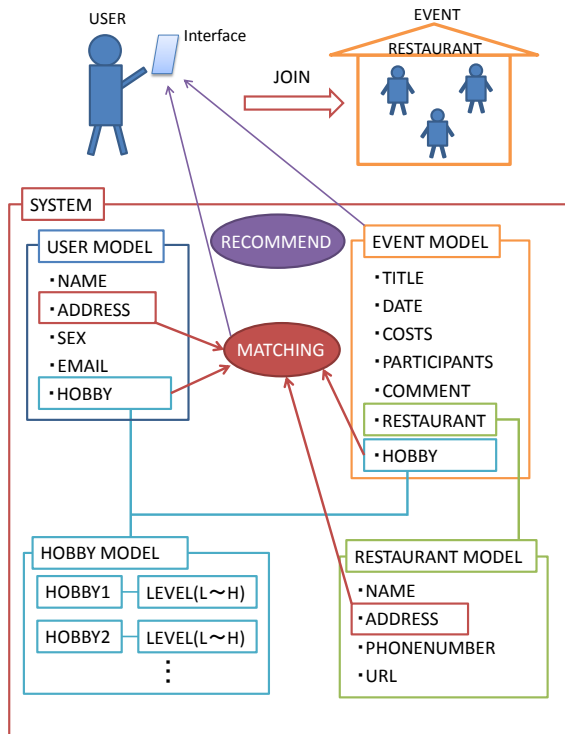 USER
Interface
EVENT
RESTAURANT
JOIN
SYSTEM
USER MODEL
・NAME
・ADDRESS
・SEX
・EMAIL
・HOBBY
RECOMMEND
MATCHING
EVENT MODEL
・TITLE
・DATE
・COSTS
・PARTICIPANTS
・COMMENT
・RESTAURANT
・HOBBY
HOBBY MODEL
HOBBY1 LEVEL(L～H)
HOBBY2 LEVEL(L～H)
⋮
RESTAURANT MODEL
・NAME
・ADDRESS
・PHONENUMBER
・URL